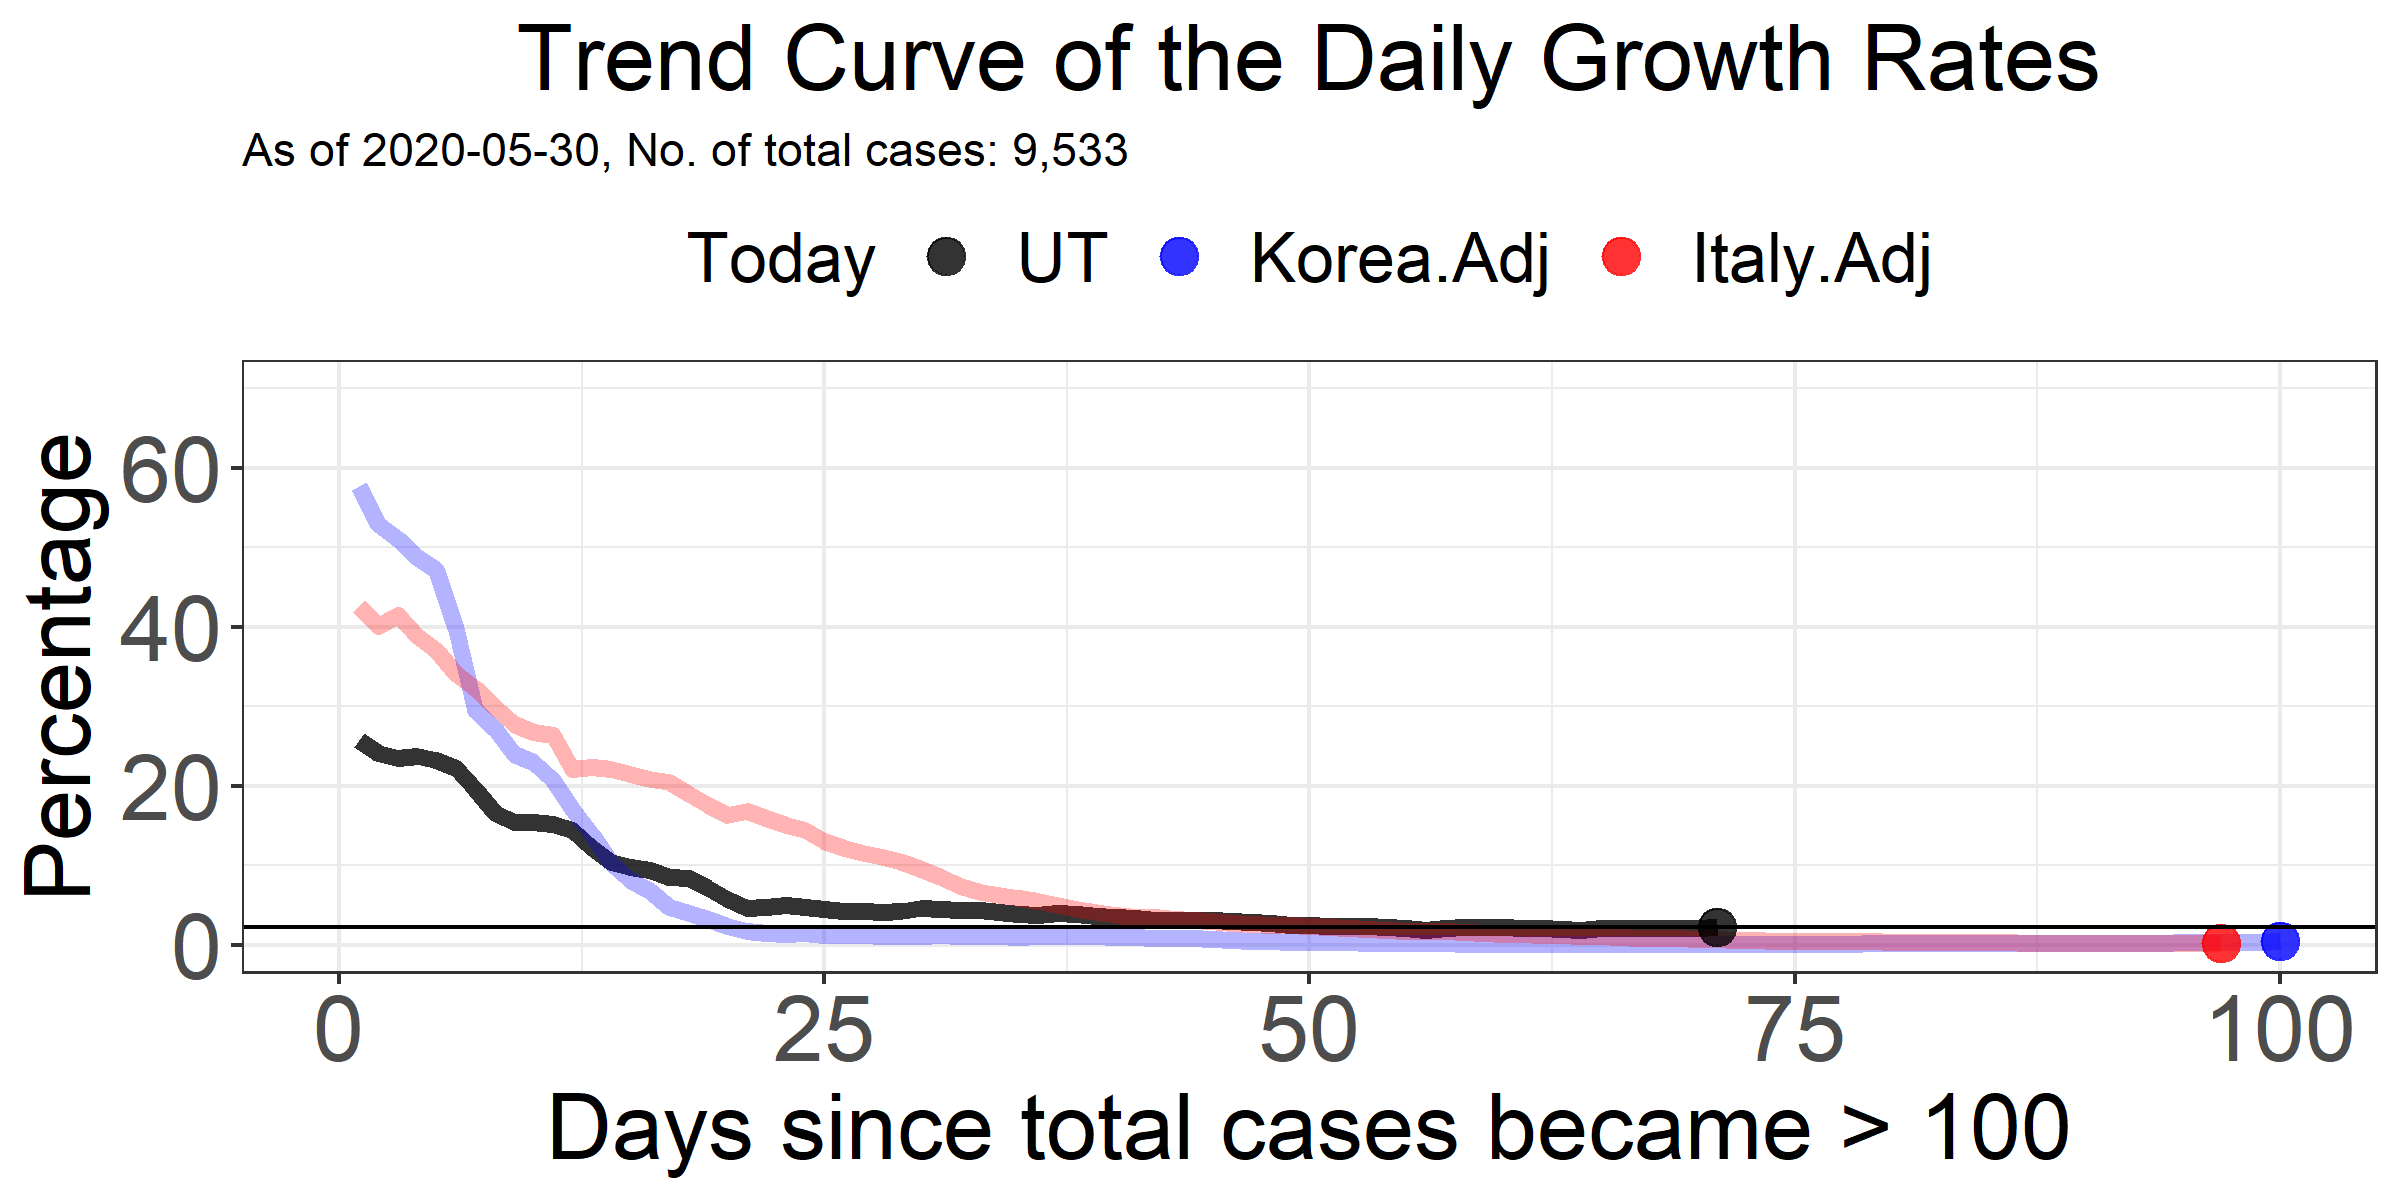 Trend Curve of the Daily Growth Rates
As of 2020-05-30, No. of total cases: 9,533
Today UT Korea.Adj Italy.Adj
Percentage
60
40
20
0
0 25 50 75 100
Days since total cases became > 100